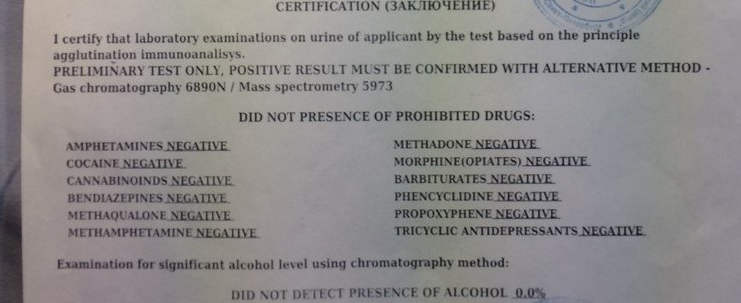 CERTIFICATION (ЗАКЛЮЧЕНИЕ)
I certify that laboratory examinations on urine of applicant by the test based on the principle
agglutination immunoanalisys.
PRELIMINARY TEST ONLY, POSITIVE RESULT MUST BE CONFIRMED WITH ALTERNATIVE METHOD -
Gas chromatography 6890N / Mass spectrometry 5973
DID NOT PRESENCE OF PROHIBITED DRUGS:
AMPHETAMINES NEGATIVE
COCAINE NEGATIVE
CANNABINOINDS NEGATIVE
BENDIAZEPINES NEGATIVE
METHAQUALONE NEGATIVE
METHAMPHETAMINE NEGATIVE
METHADONE NEGATIVE
MORPHINE(OPIATES) NEGATIVE
BARBITURATES NEGATIVE
PHENCYCLIDINE NEGATIVE
PROPOXYPHENE NEGATIVE
TRICYCLIC ANTIDEPRESSANTS NEGATIVE
Examination for significant alcohol level using chromatography method:
DID NOT DETECT PRESENCE OF ALCOHOL 0.0%